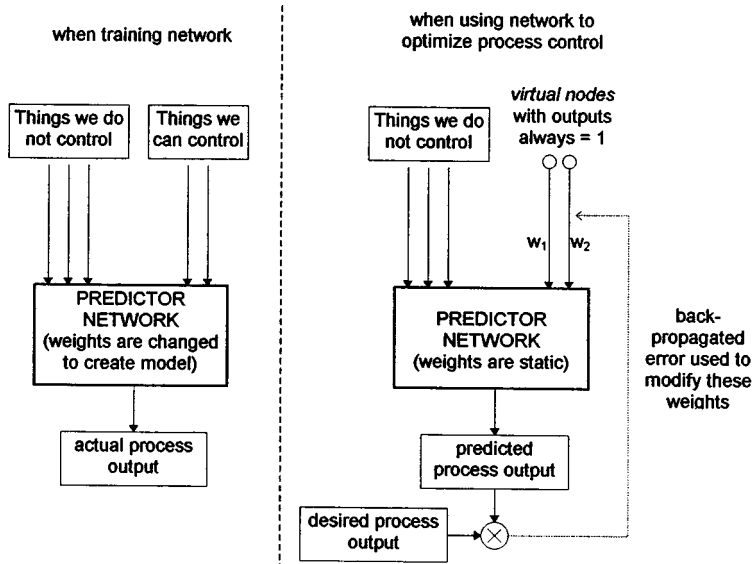 when training network
Things we do
not control
Things we
can control
PREDICTOR
NETWORK
(weights are changed
to create model)
actual process
output
when using network to
optimize process control
Things we do
not control
virtual nodes
with outputs
always = 1
w₁
w₂
PREDICTOR
NETWORK
(weights are static)
back-
propagated
error used to
modify these
weights
predicted
process output
desired process
output